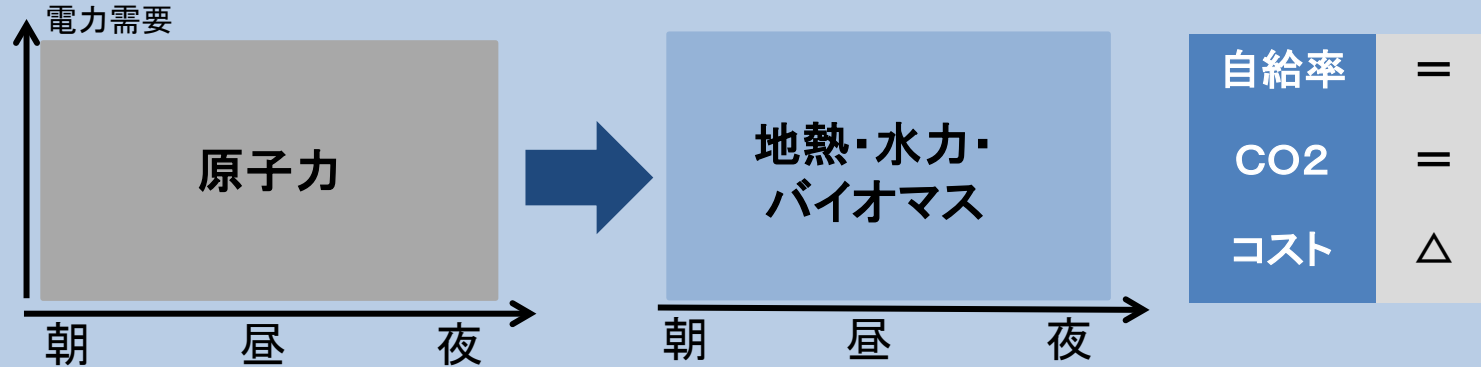 電力需要
原子力
朝 昼 夜
地熱・水力・
バイオマス
朝 昼 夜
自給率 ＝
CO2 ＝
コスト △